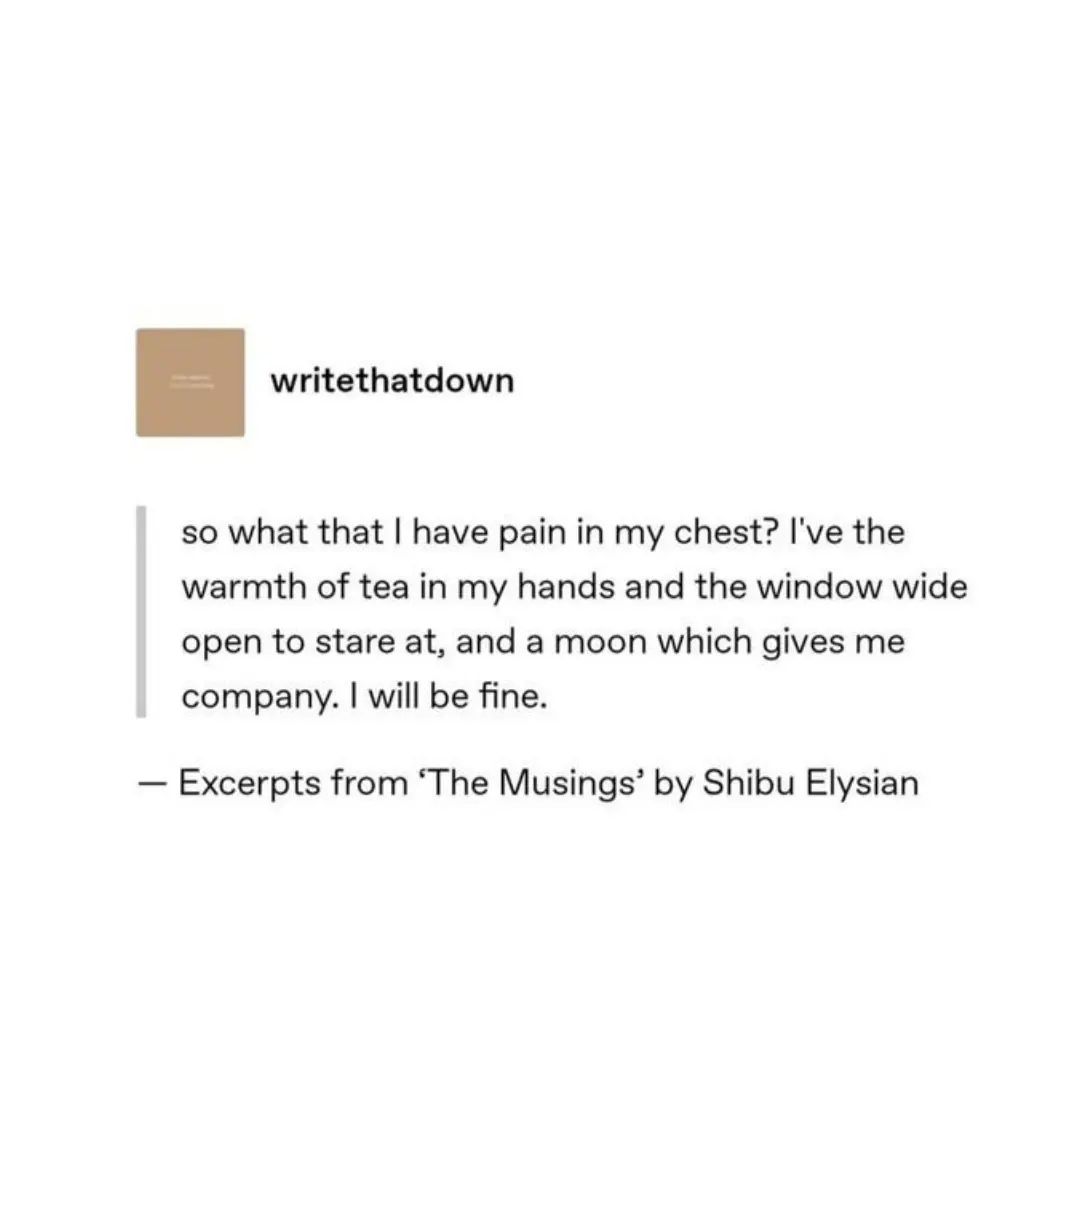 writethatdown
so what that I have pain in my chest? I've the
warmth of tea in my hands and the window wide
open to stare at, and a moon which gives me
company. I will be fine.
— Excerpts from ‘The Musings’ by Shibu Elysian